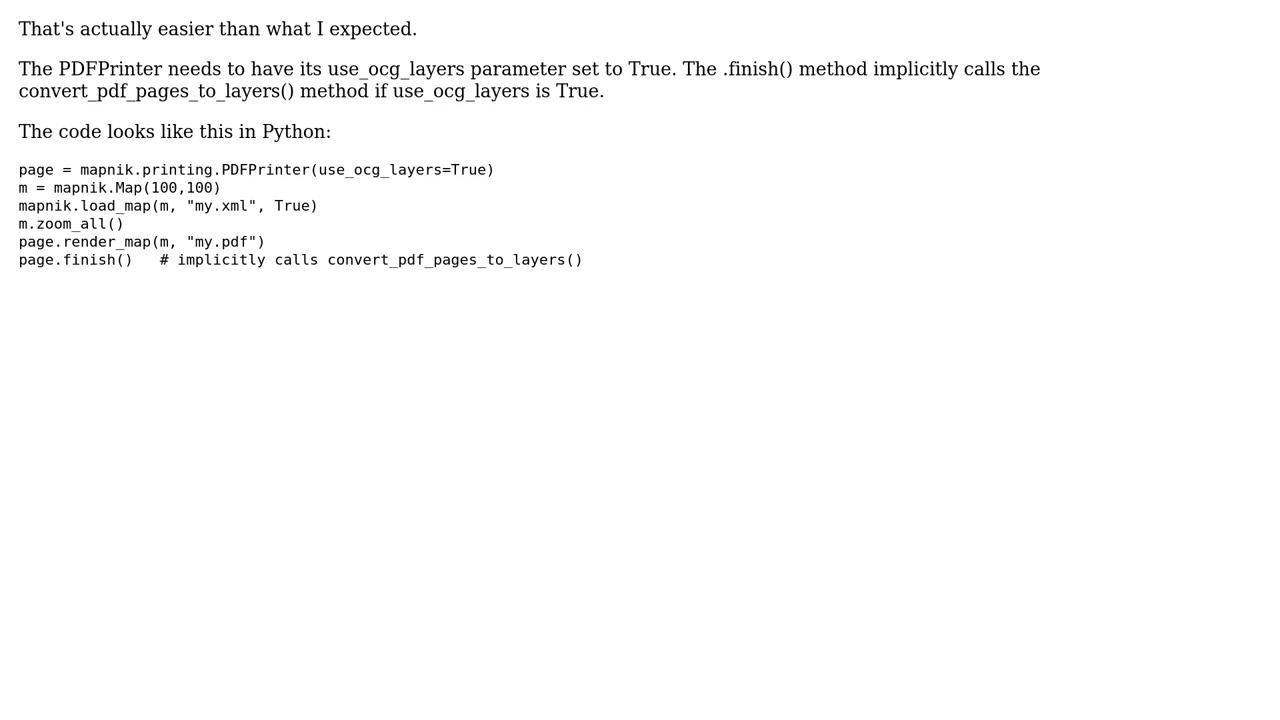 That's actually easier than what I expected.
The PDFPrinter needs to have its use_ocg_layers parameter set to True. The .finish() method implicitly calls the
convert_pdf_pages_to_layers() method if use_ocg_layers is True.
The code looks like this in Python:
page = mapnik.printing.PDFPrinter(use_ocg_layers=True)
m = mapnik.Map(100,100)
mapnik.load_map(m, "my.xml", True)
m.zoom_all()
page.render_map(m, "my.pdf")
page.finish()   # implicitly calls convert_pdf_pages_to_layers()